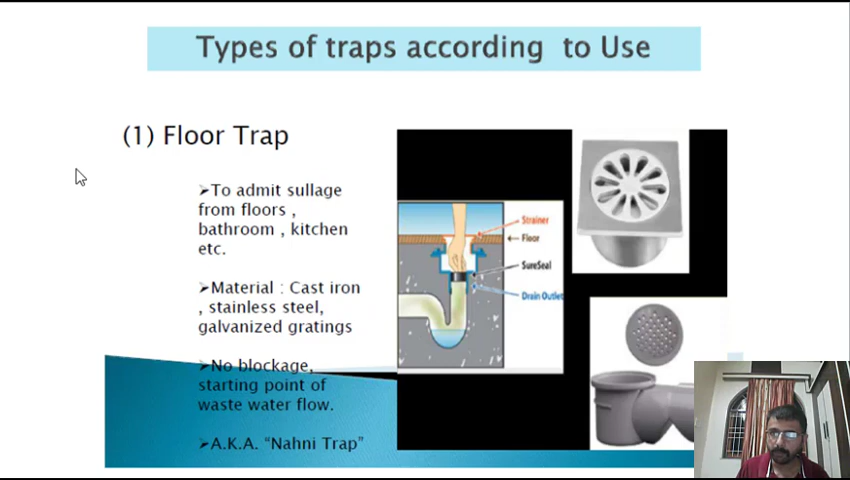 Types of traps according to Use
(1) Floor Trap
➢To admit sullage
from floors ,
bathroom , kitchen
etc.
➢Material : Cast iron
, stainless steel,
galvanized gratings
➢No blockage,
starting point of
waste water flow.
➢A.K.A. “Nahni Trap”
Strainer
Floor
SureSeal
Drain Outlet